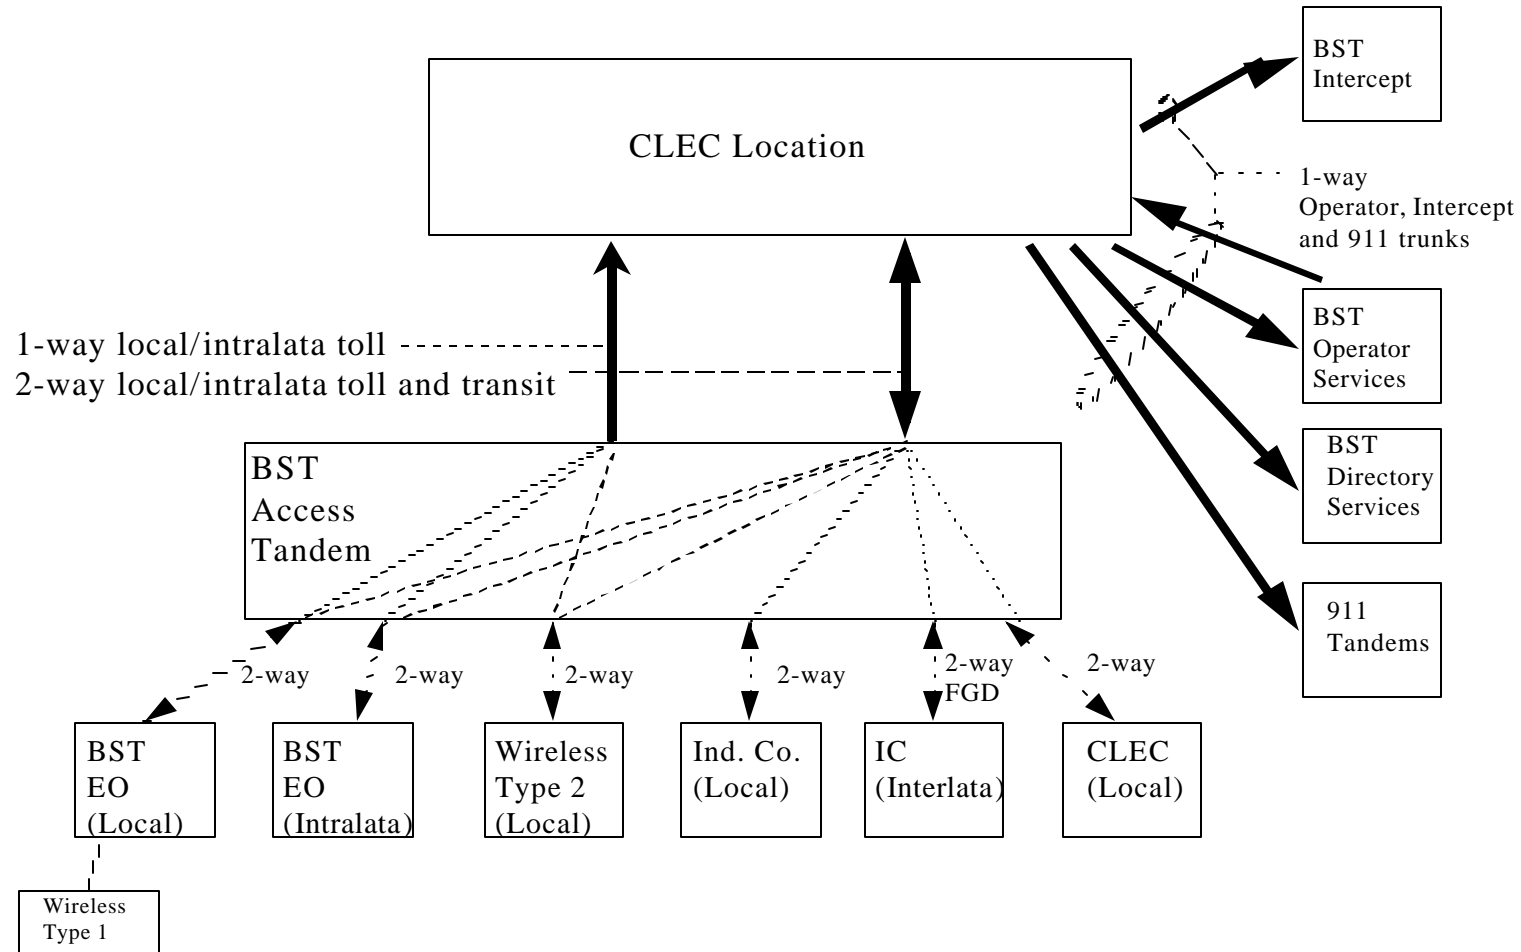 BST
Intercept
CLEC Location
1-way
Operator, Intercept
and 911 trunks
BST
Operator
Services
1-way local/intralata toll
2-way local/intralata toll and transit
BST
Directory
Services
BST
Access
Tandem
911
Tandems
2-way
2-way
2-way
2-way
2-way
FGD
2-way
BST
EO
(Local)
BST
EO
(Intralata)
Wireless
Type 2
(Local)
Ind. Co.
(Local)
IC
(Interlata)
CLEC
(Local)
Wireless
Type 1